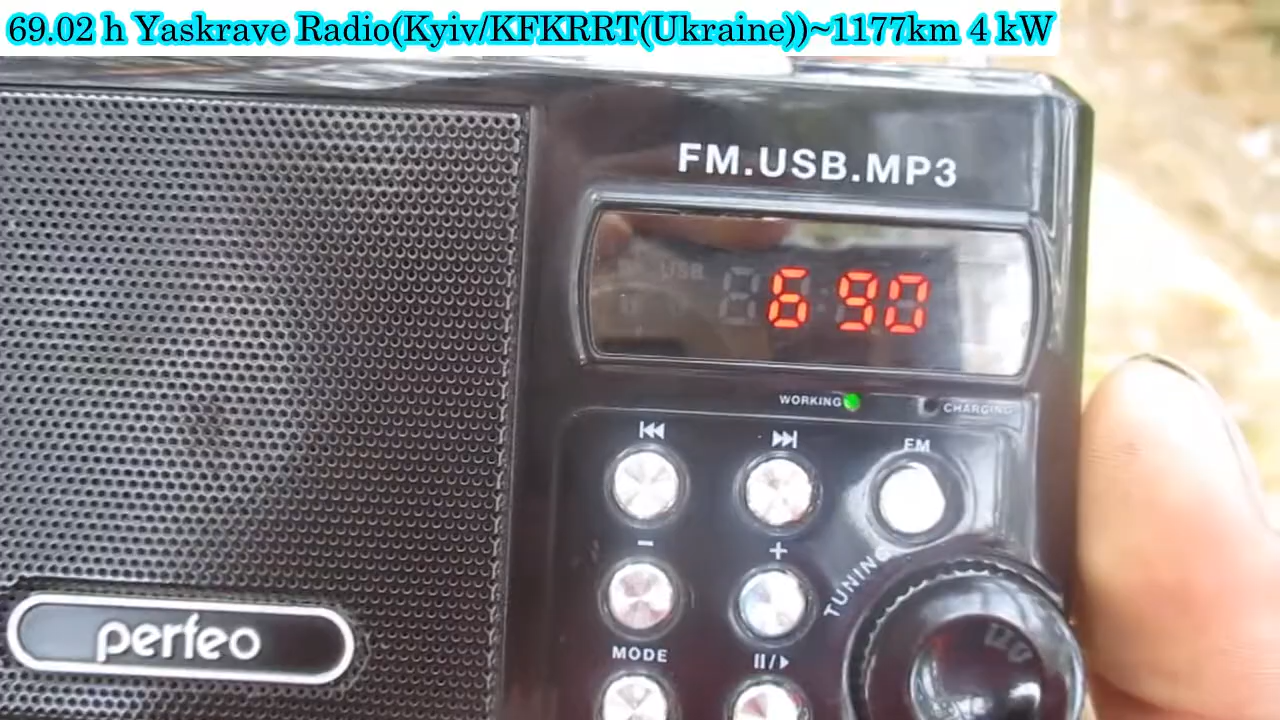 69.02 h Yaskrave Radio(Kyiv/KFKRRT(Ukraine))~1177km 4 kW
FM.USB.MP3
USB
690
WORKING CHARGING
FM
- +
TUNING
perfeo
MODE